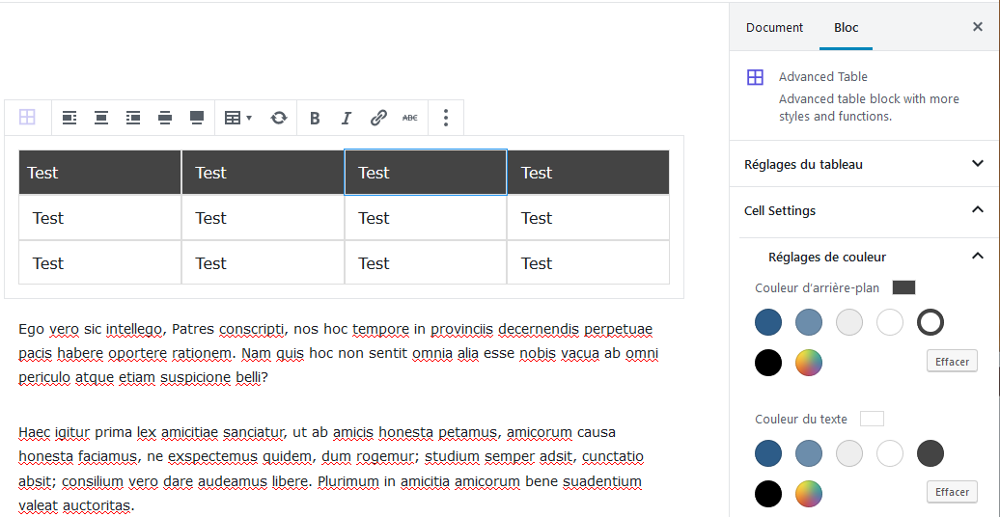 Document Bloc ×
Advanced Table
Advanced table block with more
styles and functions.
B I ABC
Réglages du tableau
Cell Settings
Réglages de couleur
Couleur d'arrière-plan
Effacer
Couleur du texte
Effacer
Test Test Test Test
Test Test Test Test
Test Test Test Test
Ego vero sic intellego, Patres conscripti, nos hoc tempore in provinciis decernendis perpetuae
pacis habere oportere rationem. Nam quis hoc non sentit omnia alia esse nobis vacua ab omni
periculo atque etiam suspicione belli?
Haec igitur prima lex amicitiae sanciatur, ut ab amicis honesta petamus, amicorum causa
honesta faciamus, ne exspectemus quidem, dum rogemur; studium semper adsit, cunctatio
absit; consilium vero dare audeamus libere. Plurimum in amicitia amicorum bene suadentium
valeat auctoritas.